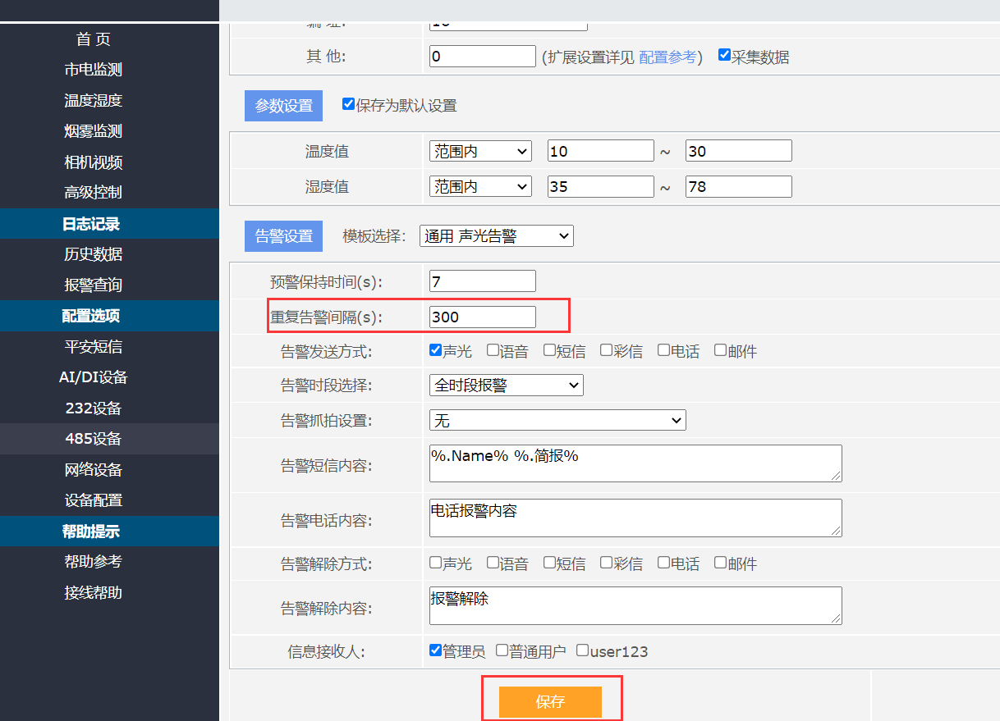 首 页
市电监测
温度湿度
烟雾监测
相机视频
高级控制
日志记录
历史数据
报警查询
配置选项
平安短信
AI/DI设备
232设备
485设备
网络设备
设备配置
帮助提示
帮助参考
接线帮助
其 他: 0 (扩展设置详见 配置参考) 采集数据
参数设置 保存为默认设置
温度值 范围内 10 ~ 30
湿度值 范围内 35 ~ 78
告警设置 模板选择: 通用 声光告警
预警保持时间(s): 7
重复告警间隔(s): 300
告警发送方式: 声光 语音 短信 彩信 电话 邮件
告警时段选择: 全时段报警
告警抓拍设置: 无
告警短信内容: %.Name% %.简报%
告警电话内容: 电话报警内容
告警解除方式: 声光 语音 短信 彩信 电话 邮件
告警解除内容: 报警解除
信息接收人: 管理员 普通用户 user123
保存